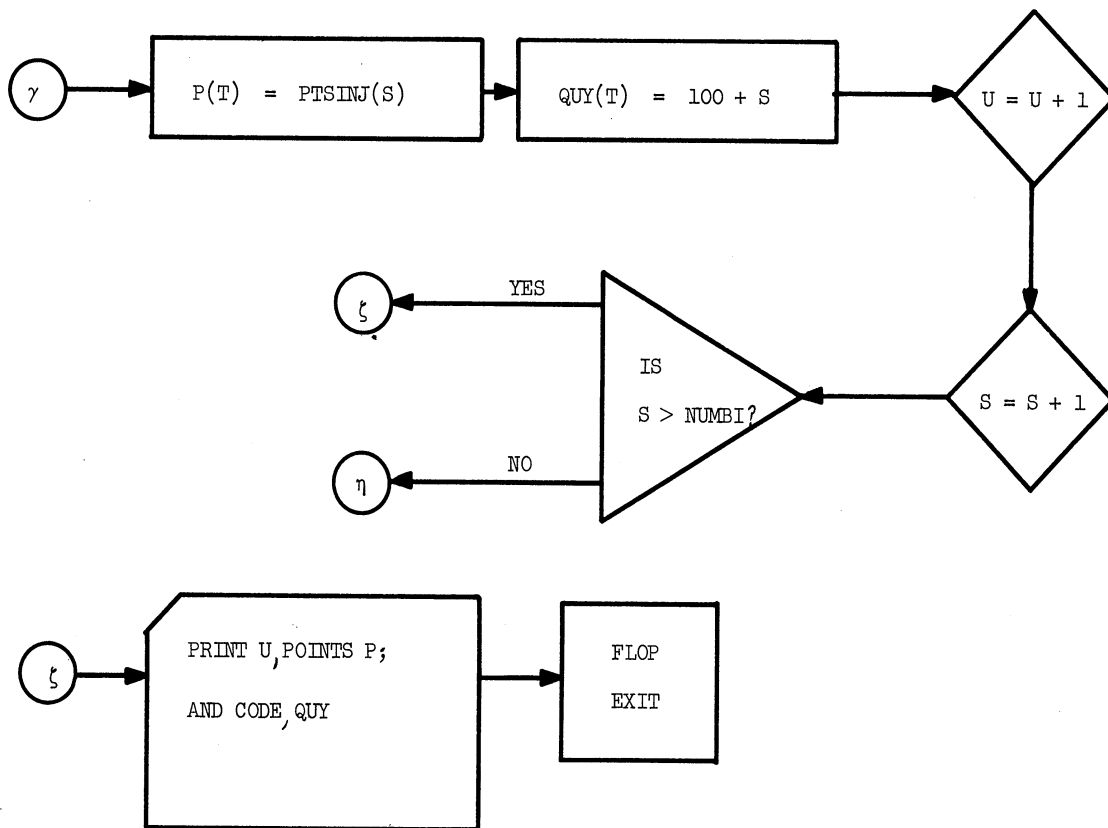 γ
P(T) = PTSINJ(S)
QUY(T) = 100 + S
U = U + 1
YES
ζ
IS
S > NUMBI?
S = S + 1
NO
η
ζ
PRINT U, POINTS P;
AND CODE, QUY
FLOP
EXIT